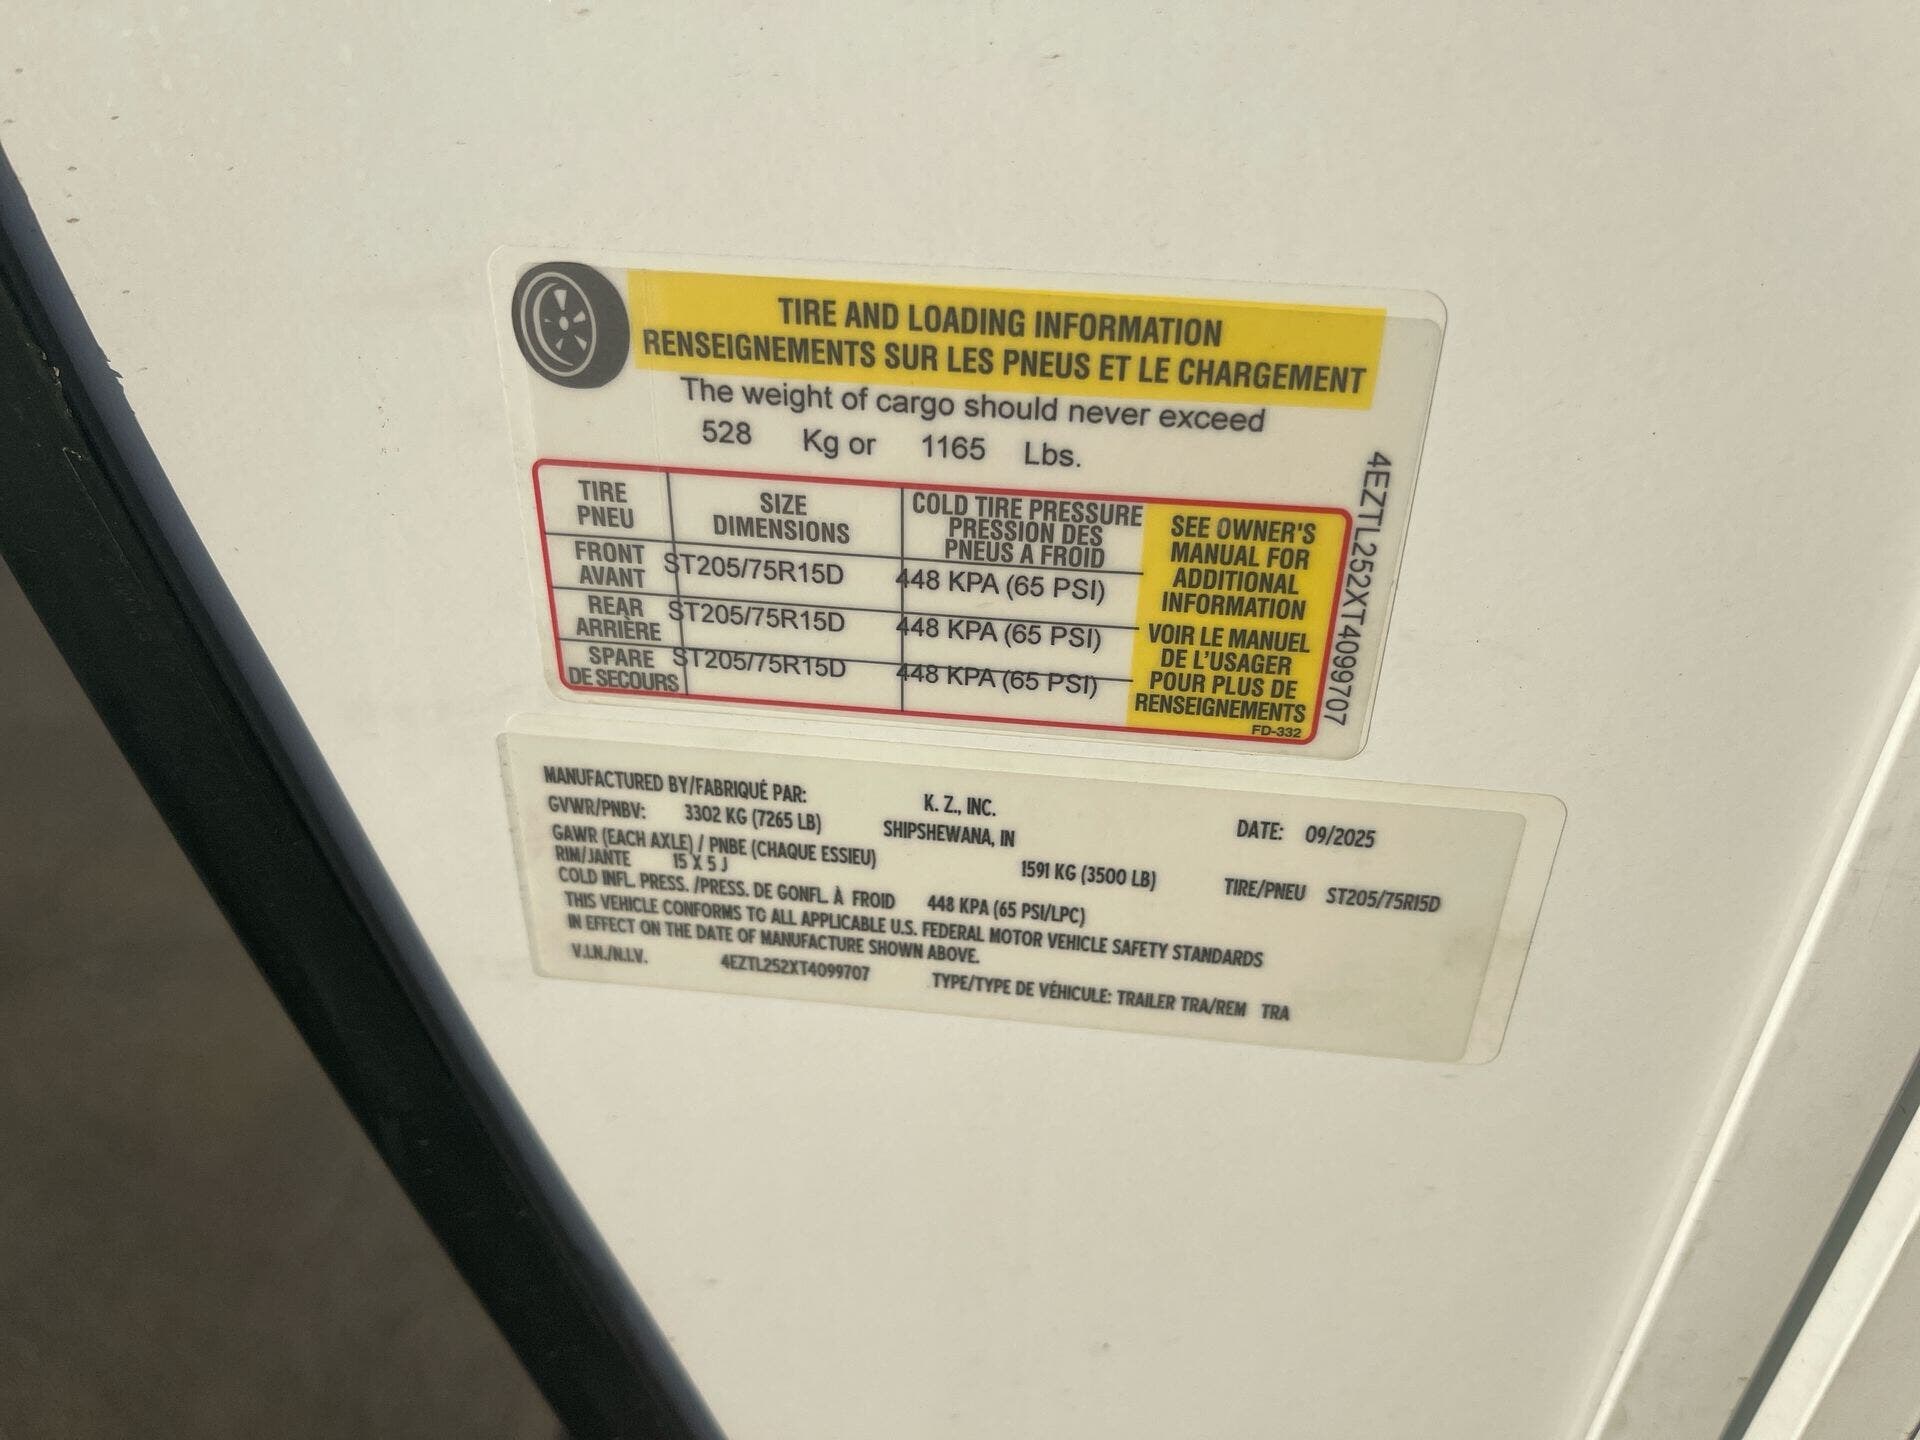 TIRE AND LOADING INFORMATION
RENSEIGNEMENTS SUR LES PNEUS ET LE CHARGEMENT
The weight of cargo should never exceed
528 Kg or 1165 Lbs.
TIRE PNEU
SIZE DIMENSIONS
COLD TIRE PRESSURE
PRESSION DES
PNEUS A FROID
FRONT AVANT ST205/75R15D 448 KPA (65 PSI)
REAR ARRIÈRE ST205/75R15D 448 KPA (65 PSI)
SPARE DE SECOURS ST205/75R15D 448 KPA (65 PSI)
SEE OWNER'S
MANUAL FOR
ADDITIONAL
INFORMATION
VOIR LE MANUEL
DE L'USAGER
POUR PLUS DE
RENSEIGNEMENTS
FD-332
4EZTL252XT4099707
MANUFACTURED BY/FABRIQUÉ PAR: K. Z., INC.
GVWR/PNBV: 3302 KG (7265 LB) SHIPSHEWANA, IN DATE: 09/2025
GAWR (EACH AXLE) / PNBE (CHAQUE ESSIEU) 1591 KG (3500 LB) TIRE/PNEU ST205/75R15D
RIM/JANTE 15 X 5 J
COLD INFL. PRESS. /PRESS. DE GONFL. À FROID 448 KPA (65 PSI/LPC)
THIS VEHICLE CONFORMS TO ALL APPLICABLE U.S. FEDERAL MOTOR VEHICLE SAFETY STANDARDS
IN EFFECT ON THE DATE OF MANUFACTURE SHOWN ABOVE.
V.I.N./N.I.V. 4EZTL252XT4099707 TYPE/TYPE DE VÉHICULE: TRAILER TRA/REM TRA